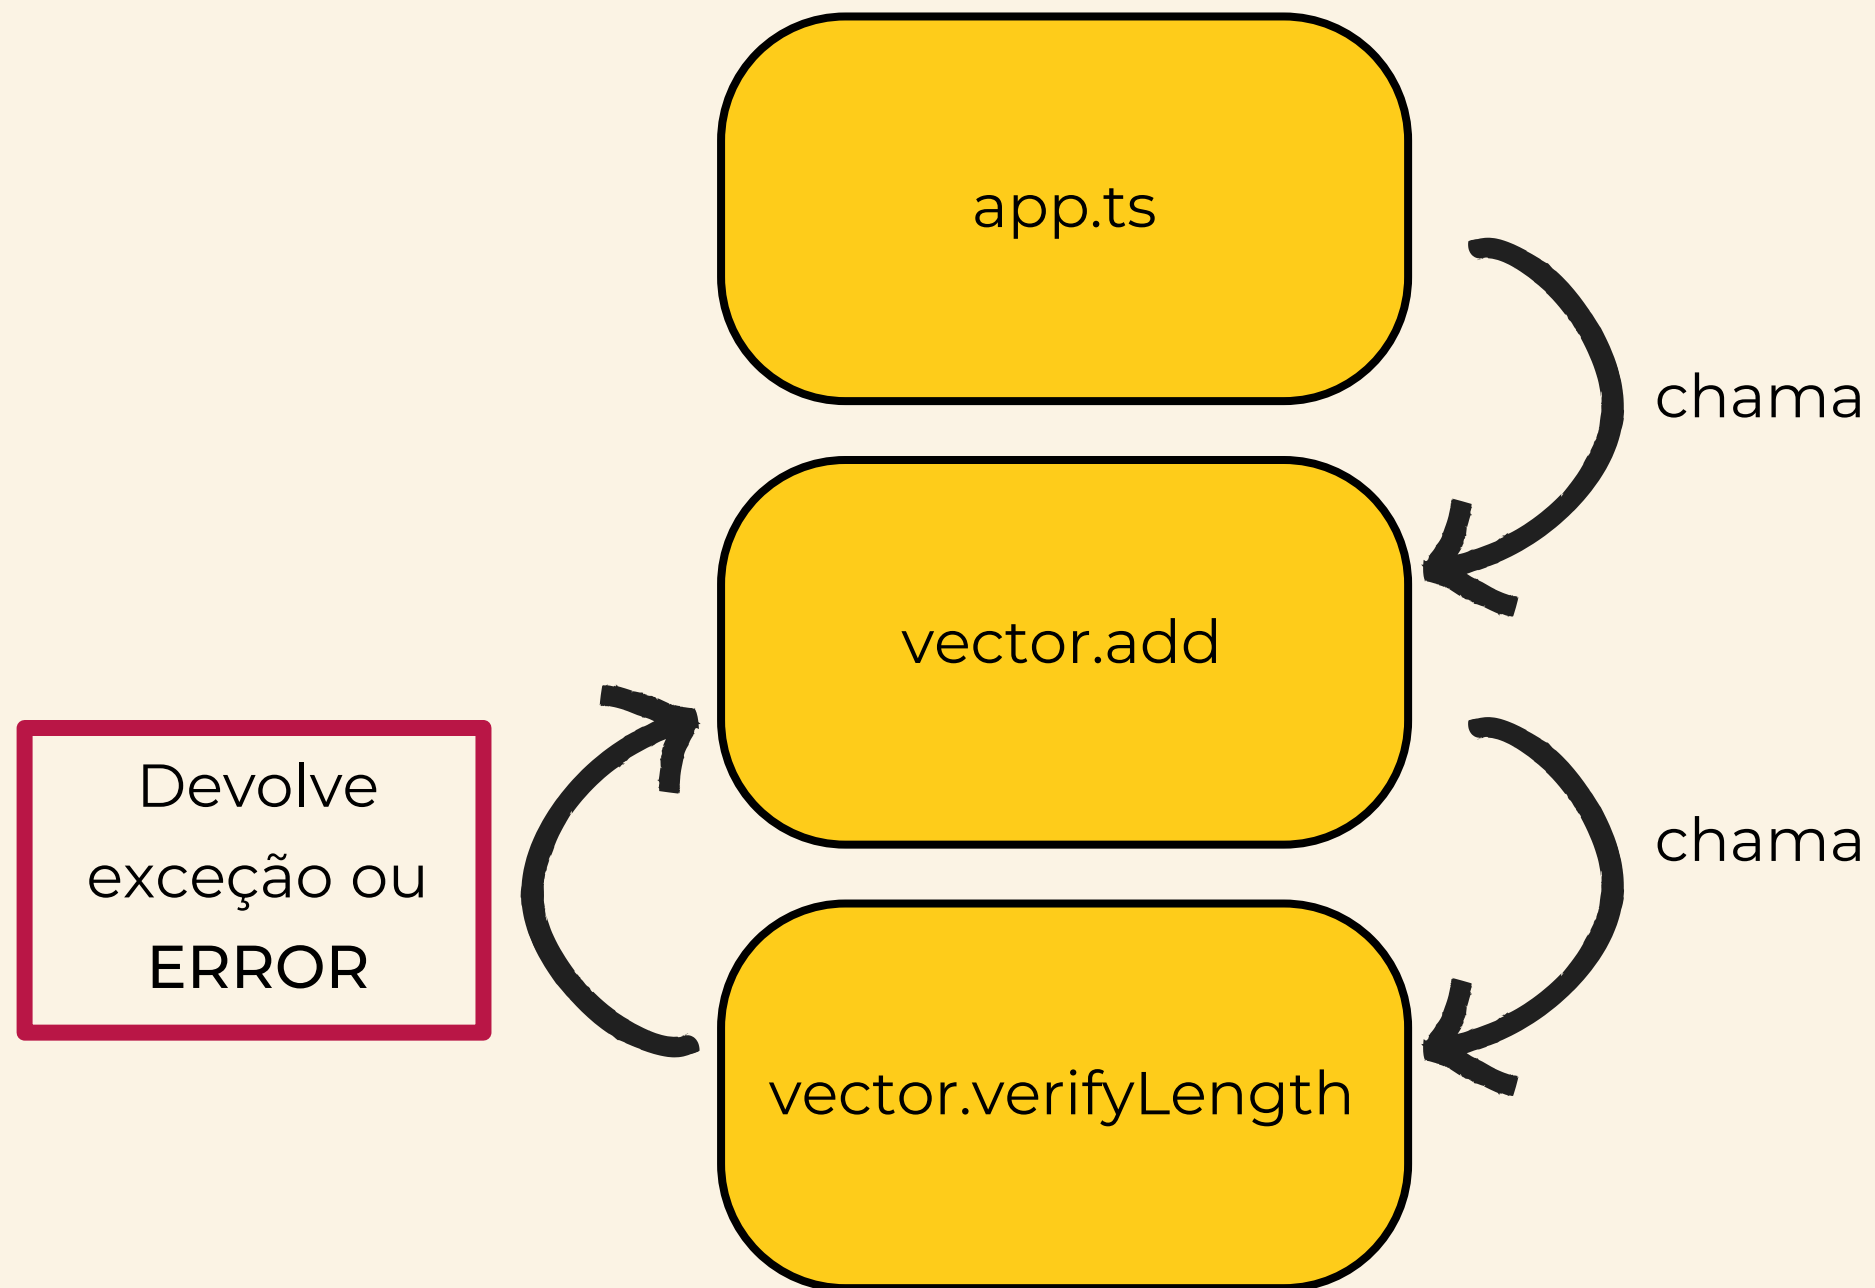 app.ts
chama
vector.add
chama
Devolve
exceção ou
ERROR
vector.verifyLength